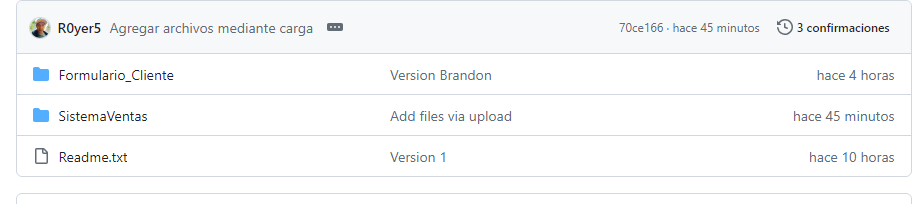 R0yer5 Agregar archivos mediante carga ··· 70ce166 · hace 45 minutos 3 confirmaciones
Formulario_Cliente Version Brandon hace 4 horas
SistemaVentas Add files via upload hace 45 minutos
Readme.txt Version 1 hace 10 horas